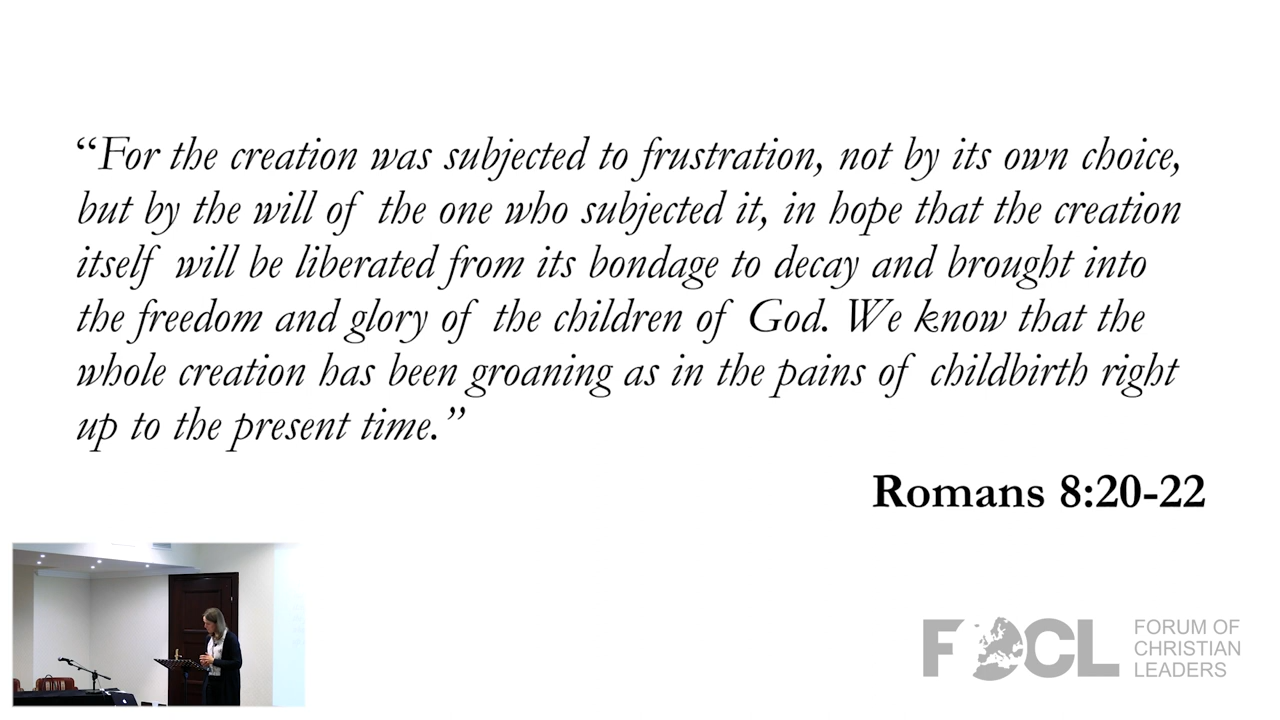 “For the creation was subjected to frustration, not by its own choice,
but by the will of the one who subjected it, in hope that the creation
itself will be liberated from its bondage to decay and brought into
the freedom and glory of the children of God. We know that the
whole creation has been groaning as in the pains of childbirth right
up to the present time.”
Romans 8:20-22
FOCL
FORUM OF
CHRISTIAN
LEADERS